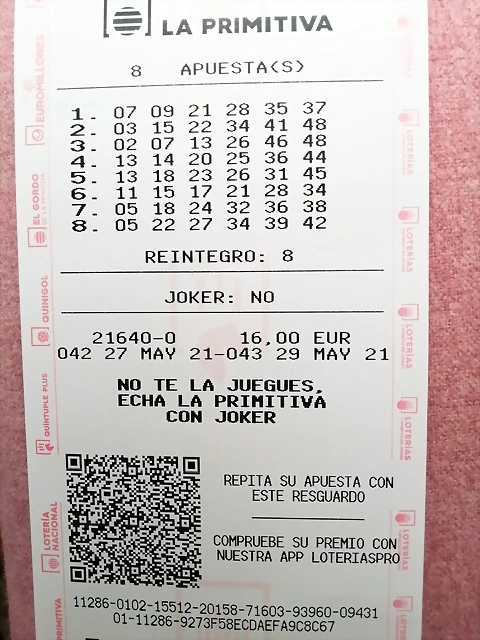 LA PRIMITIVA
8 APUESTA(S)
1. 07 09 21 28 35 37
2. 03 15 22 34 41 48
3. 02 07 13 26 46 48
4. 13 14 20 25 36 44
5. 13 18 23 26 31 45
6. 11 15 17 21 28 34
7. 05 18 24 32 36 38
8. 05 22 27 34 39 42
REINTEGRO: 8
JOKER: NO
21640-0 16,00 EUR
042 27 MAY 21-043 29 MAY 21
NO TE LA JUEGUES,
ECHA LA PRIMITIVA
CON JOKER
REPITA SU APUESTA CON
ESTE RESGUARDO
COMPRUEBE SU PREMIO CON
NUESTRA APP LOTERIASPRO
11286-0102-15512-20158-71603-93960-09431
01-11286-9273F58ECDAEFA9C8C67
EUROMILLONES
EL GORDO
DE LA PRIMITIVA
QUINIGOL
QUÍNTUPLE PLUS
LOTERÍA
NACIONAL
PRIMITIVA
LOTERÍAS
LOTERÍAS
LOTERÍAS
LOTERÍAS
LOTERÍAS